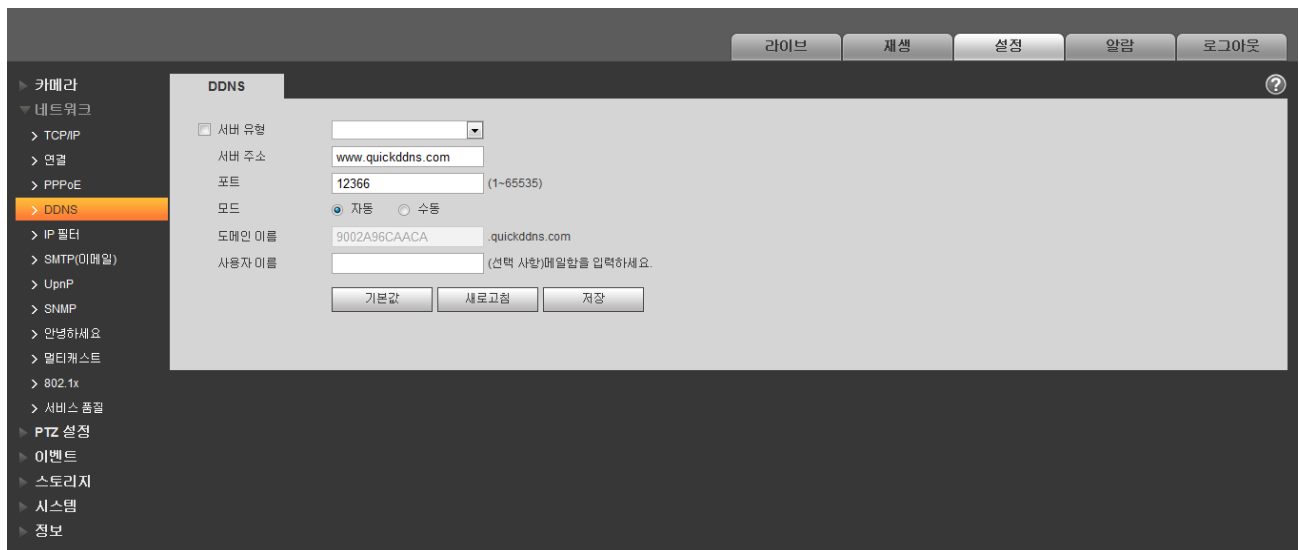 라이브 재생 설정 알람 로그아웃
카메라
네트워크
TCP/IP
연결
PPPoE
DDNS
IP 필터
SMTP(이메일)
UpnP
SNMP
안녕하세요
멀티캐스트
802.1x
서비스 품질
PTZ 설정
이벤트
스토리지
시스템
정보
DDNS
?
서버 유형
서버 주소 www.quickddns.com
포트 12366 (1~65535)
모드 자동 수동
도메인 이름 9002A96CAACA .quickddns.com
사용자 이름 (선택 사항)메일함을 입력하세요.
기본값 새로고침 저장